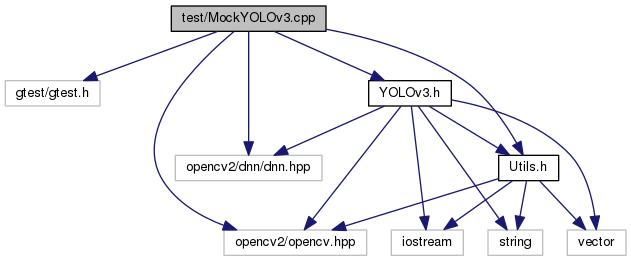 test/MockYOLOv3.cpp
gtest/gtest.h
YOLOv3.h
opencv2/dnn/dnn.hpp
Utils.h
opencv2/opencv.hpp
iostream
string
vector